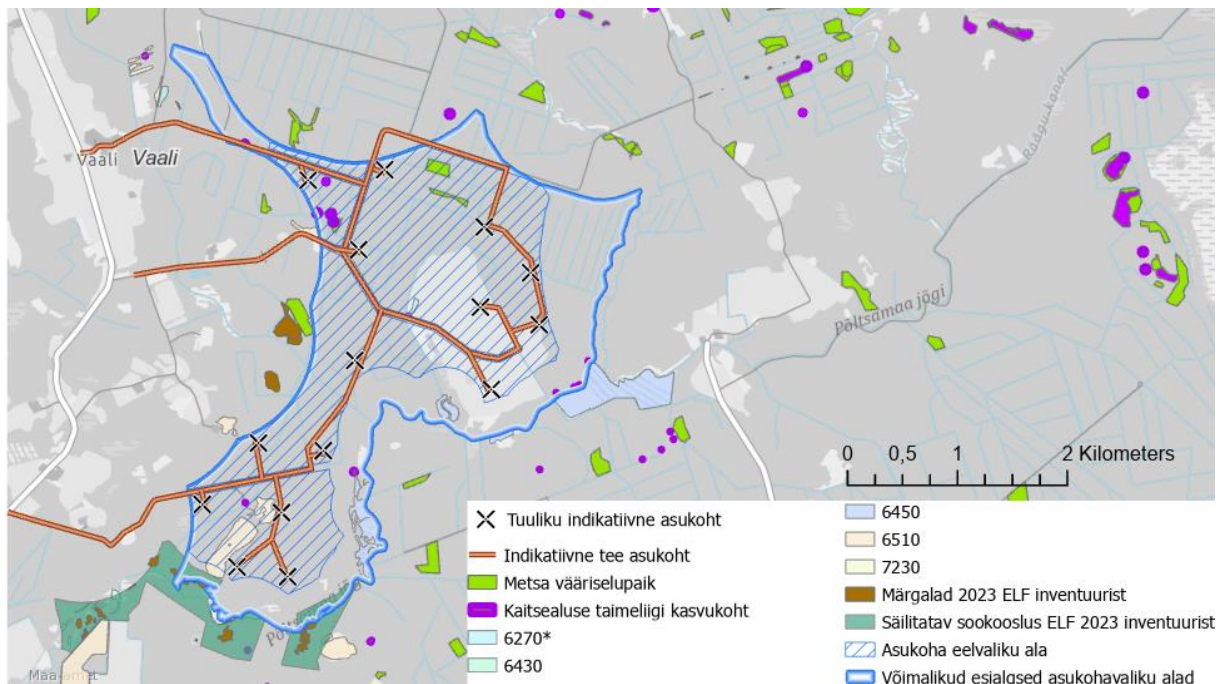 Vaali
Vaali
Räägu kanal
Põltsamaa jõgi
0 0,5 1 2 Kilometers
Tuuliku indikatiivne asukoht
Indikatiivne tee asukoht
Metsa vääriselupaik
Kaitsealuse taimeliigi kasvukoht
6270*
6430
6450
6510
7230
Märgalad 2023 ELF inventuurist
Säilitatav sookooslus ELF 2023 inventuurist
Asukoha eelvaliku ala
Võimalikud esialgsed asukohavaliku alad
Maa-amet